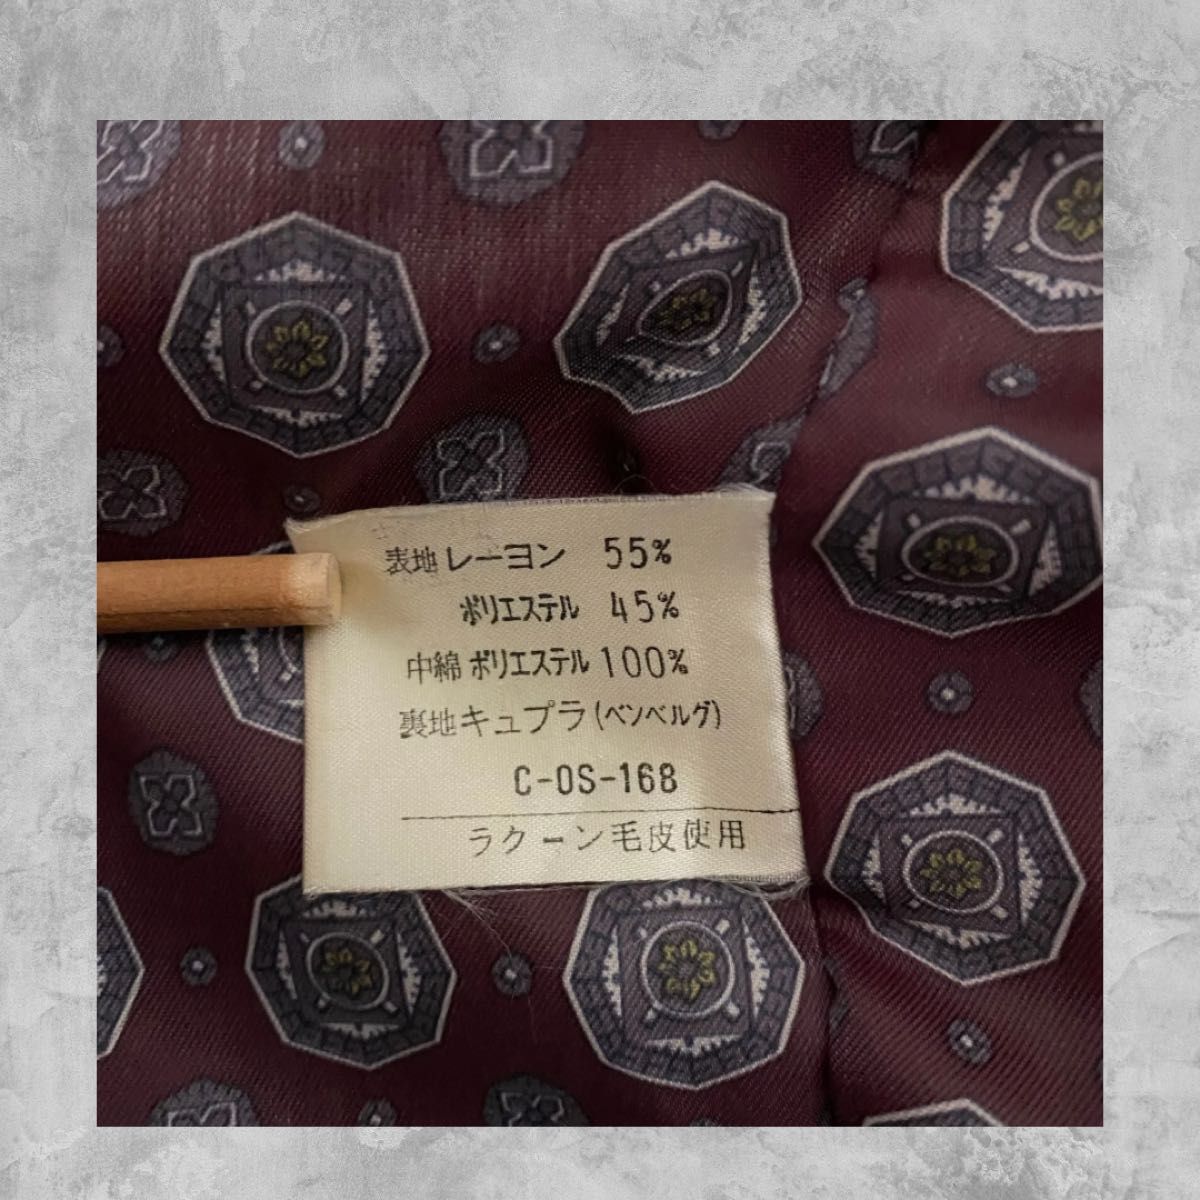 表地 レーヨン 55%
ポリエステル 45%
中綿 ポリエステル 100%
裏地 キュプラ(ベンベルグ)
C-OS-168
ラクーン毛皮使用